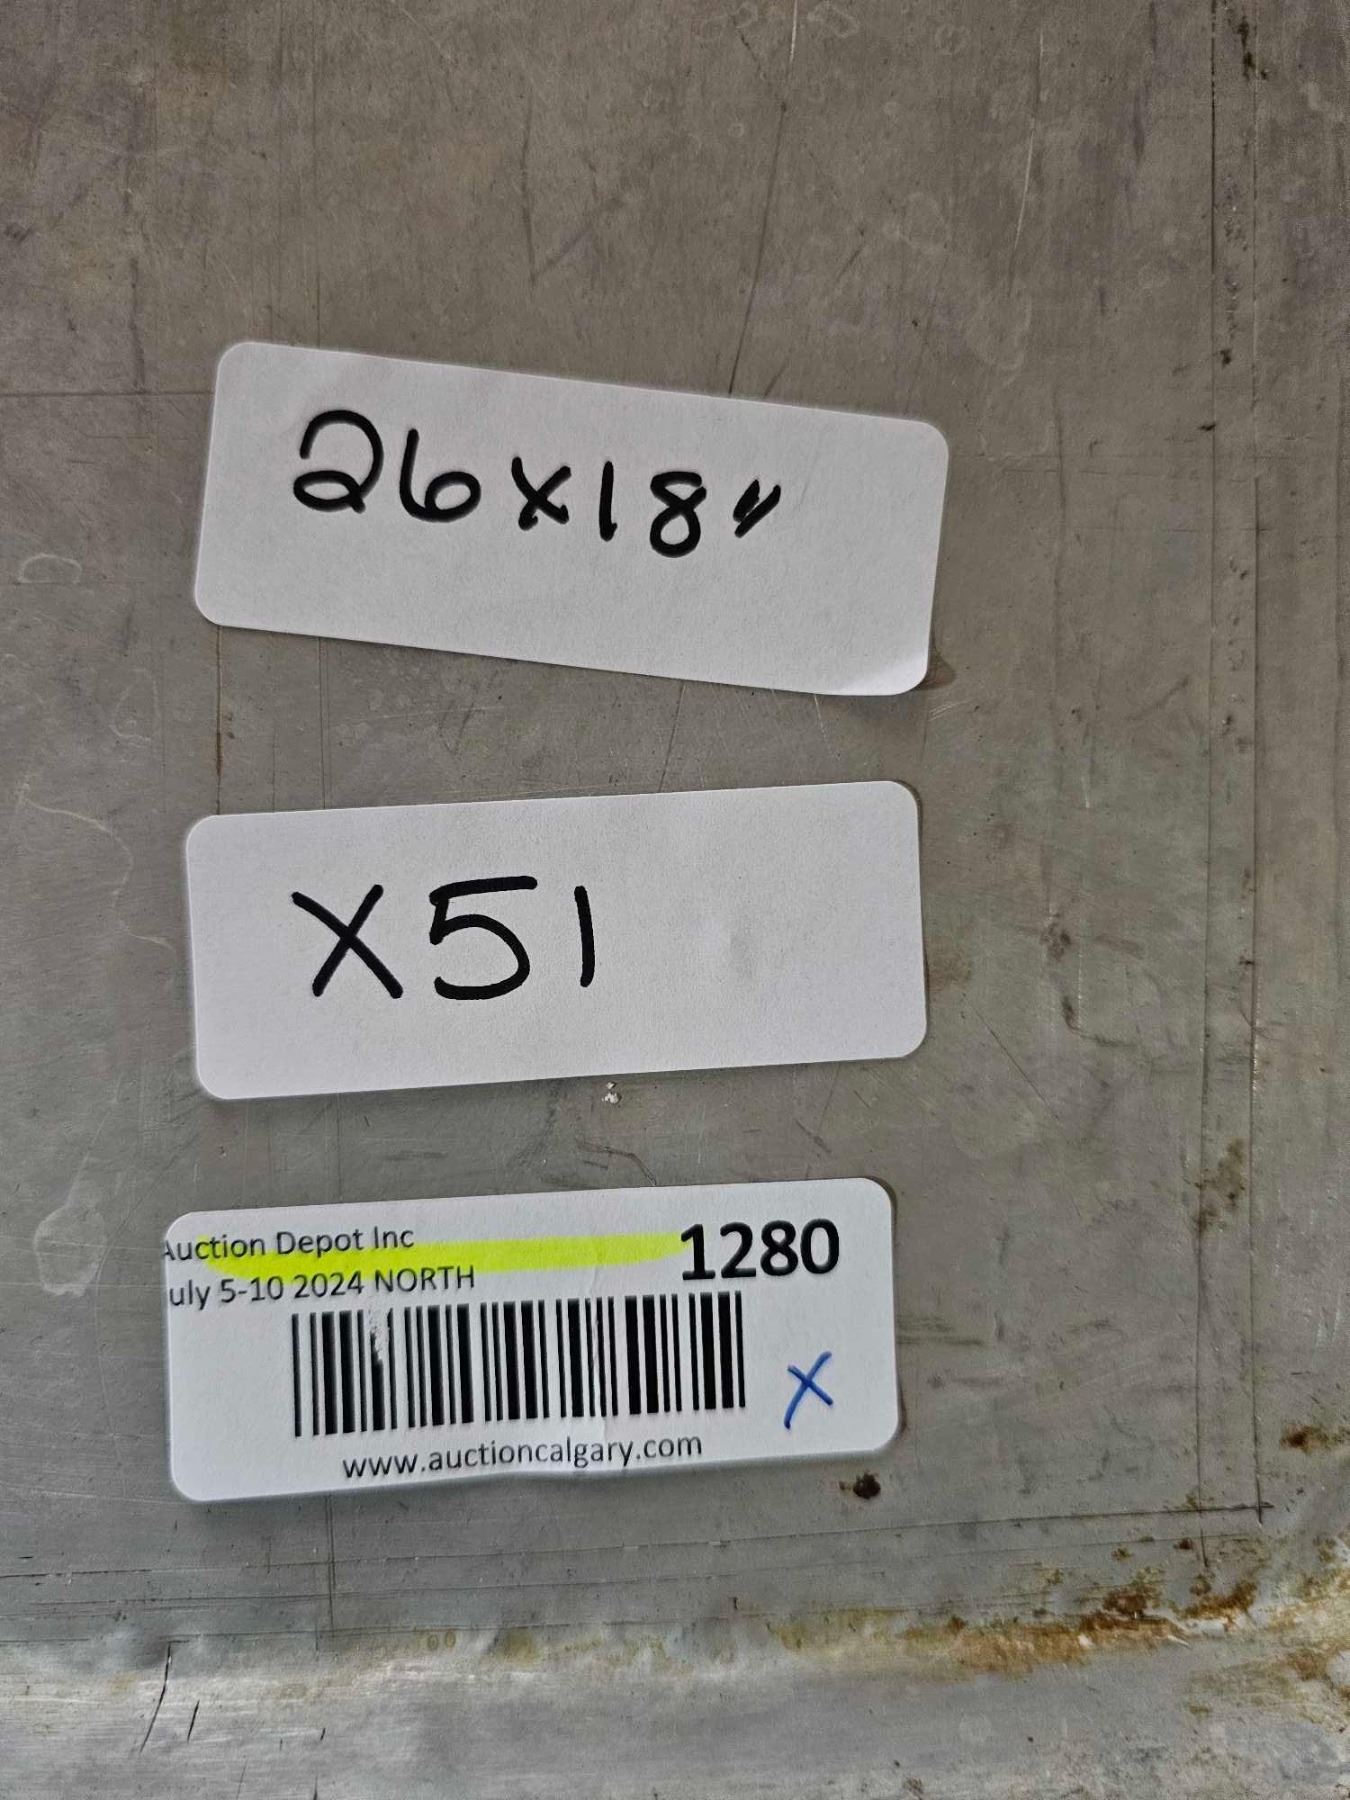 26x18"
X51
Auction Depot Inc
1280
uly 5-10 2024 NORTH
X
www.auctioncalgary.com